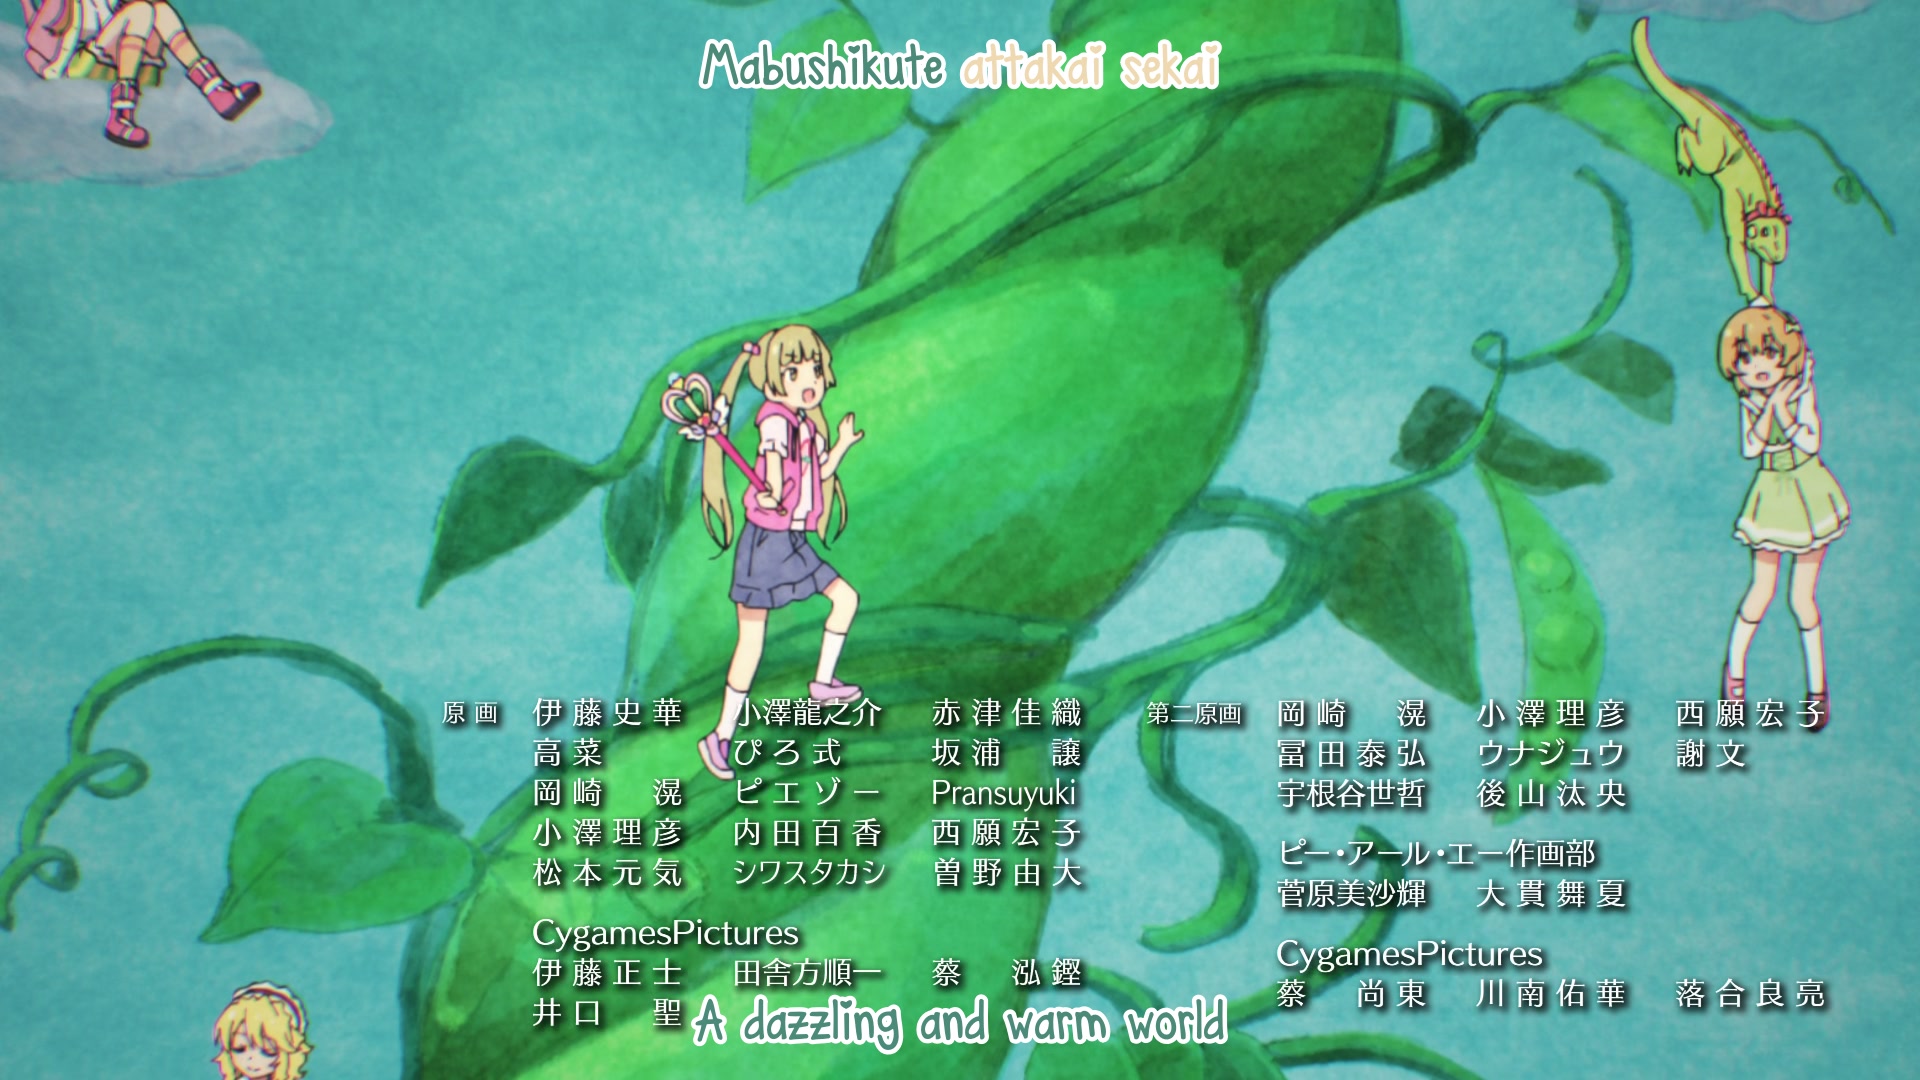 Mabushikute attakai sekai
原画 伊藤史華 小澤龍之介 赤津佳織
高菜 ぴろ式 坂浦 譲
岡崎 滉 ピエゾー Pransuyuki
小澤理彦 内田百香 西願宏子
松本元気 シワスタカシ 曽野由大
CygamesPictures
伊藤正士 田舎方順一 蔡 泓鏗
井口 聖
第二原画 岡崎 滉 小澤理彦 西願宏子
冨田泰弘 ウナジュウ 謝文
宇根谷世哲 後山汰央
ピー・アール・エー作画部
菅原美沙輝 大貫舞夏
CygamesPictures
蔡 尚東 川南佑華 落合良亮
A dazzling and warm world